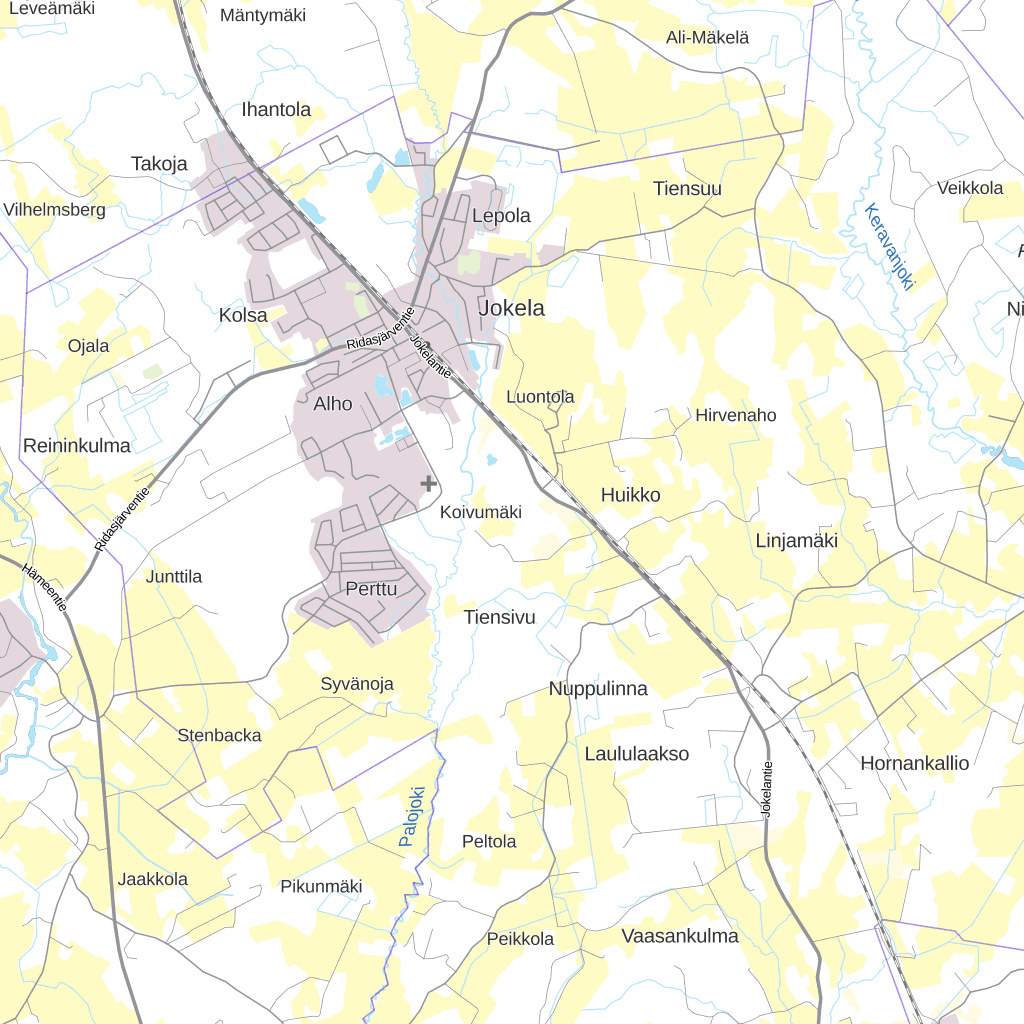 Leveämäki
Mäntymäki
Ali-Mäkelä
Ihantola
Takoja
Tiensuu
Veikkola
Vilhelmsberg
Lepola
Keravanjoki
Kolsa
Jokela
Ni
Ridasjärventie
Jokelantie
Ojala
Alho
Luontola
Hirvenaho
Reininkulma
Huikko
Koivumäki
Ridasjärventie
Linjamäki
Hämeentie
Junttila
Perttu
Tiensivu
Syvänoja
Nuppulinna
Stenbacka
Laululaakso
Hornankallio
Jokelantie
Palojoki
Peltola
Jaakkola
Pikunmäki
Peikkola
Vaasankulma